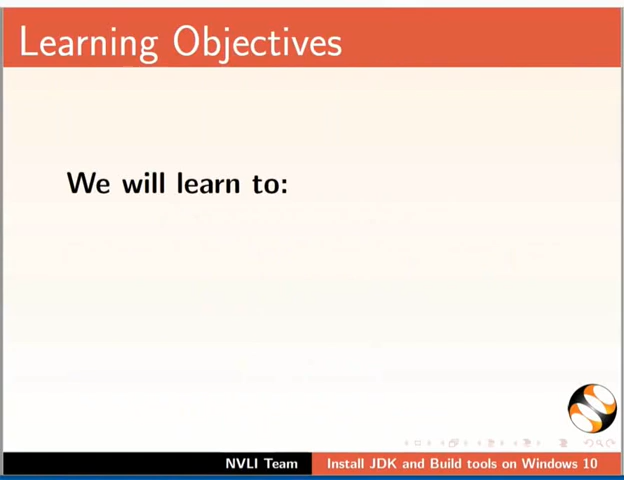 Learning Objectives
We will learn to:
NVLI Team
Install JDK and Build tools on Windows 10